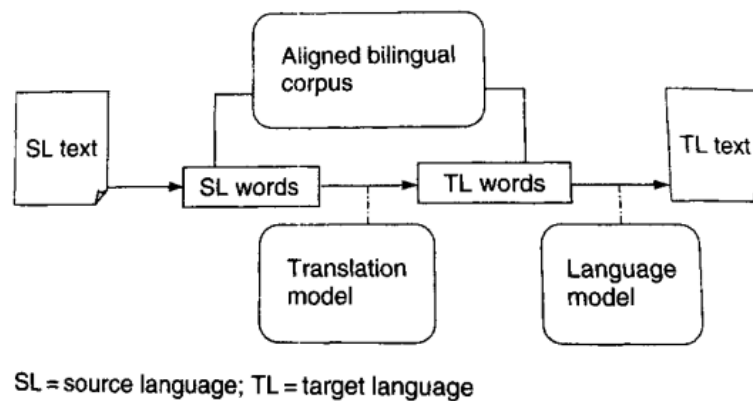 Aligned bilingual
corpus
SL text
TL text
SL words
TL words
Translation
model
Language
model
SL = source language; TL = target language